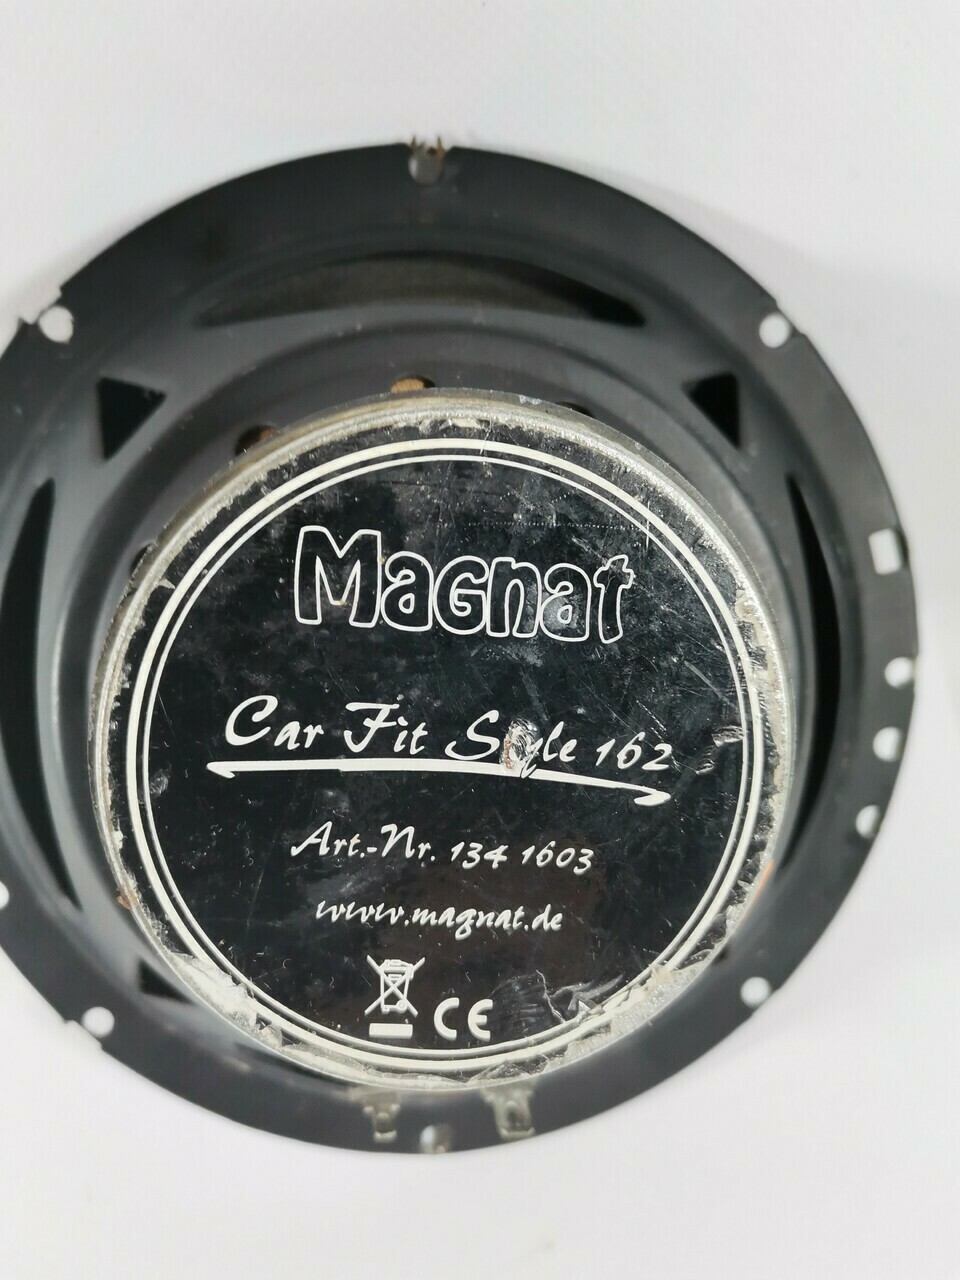 Magnat
Car Fit Style 162
Art.-Nr. 134 1603
www.magnat.de
CE